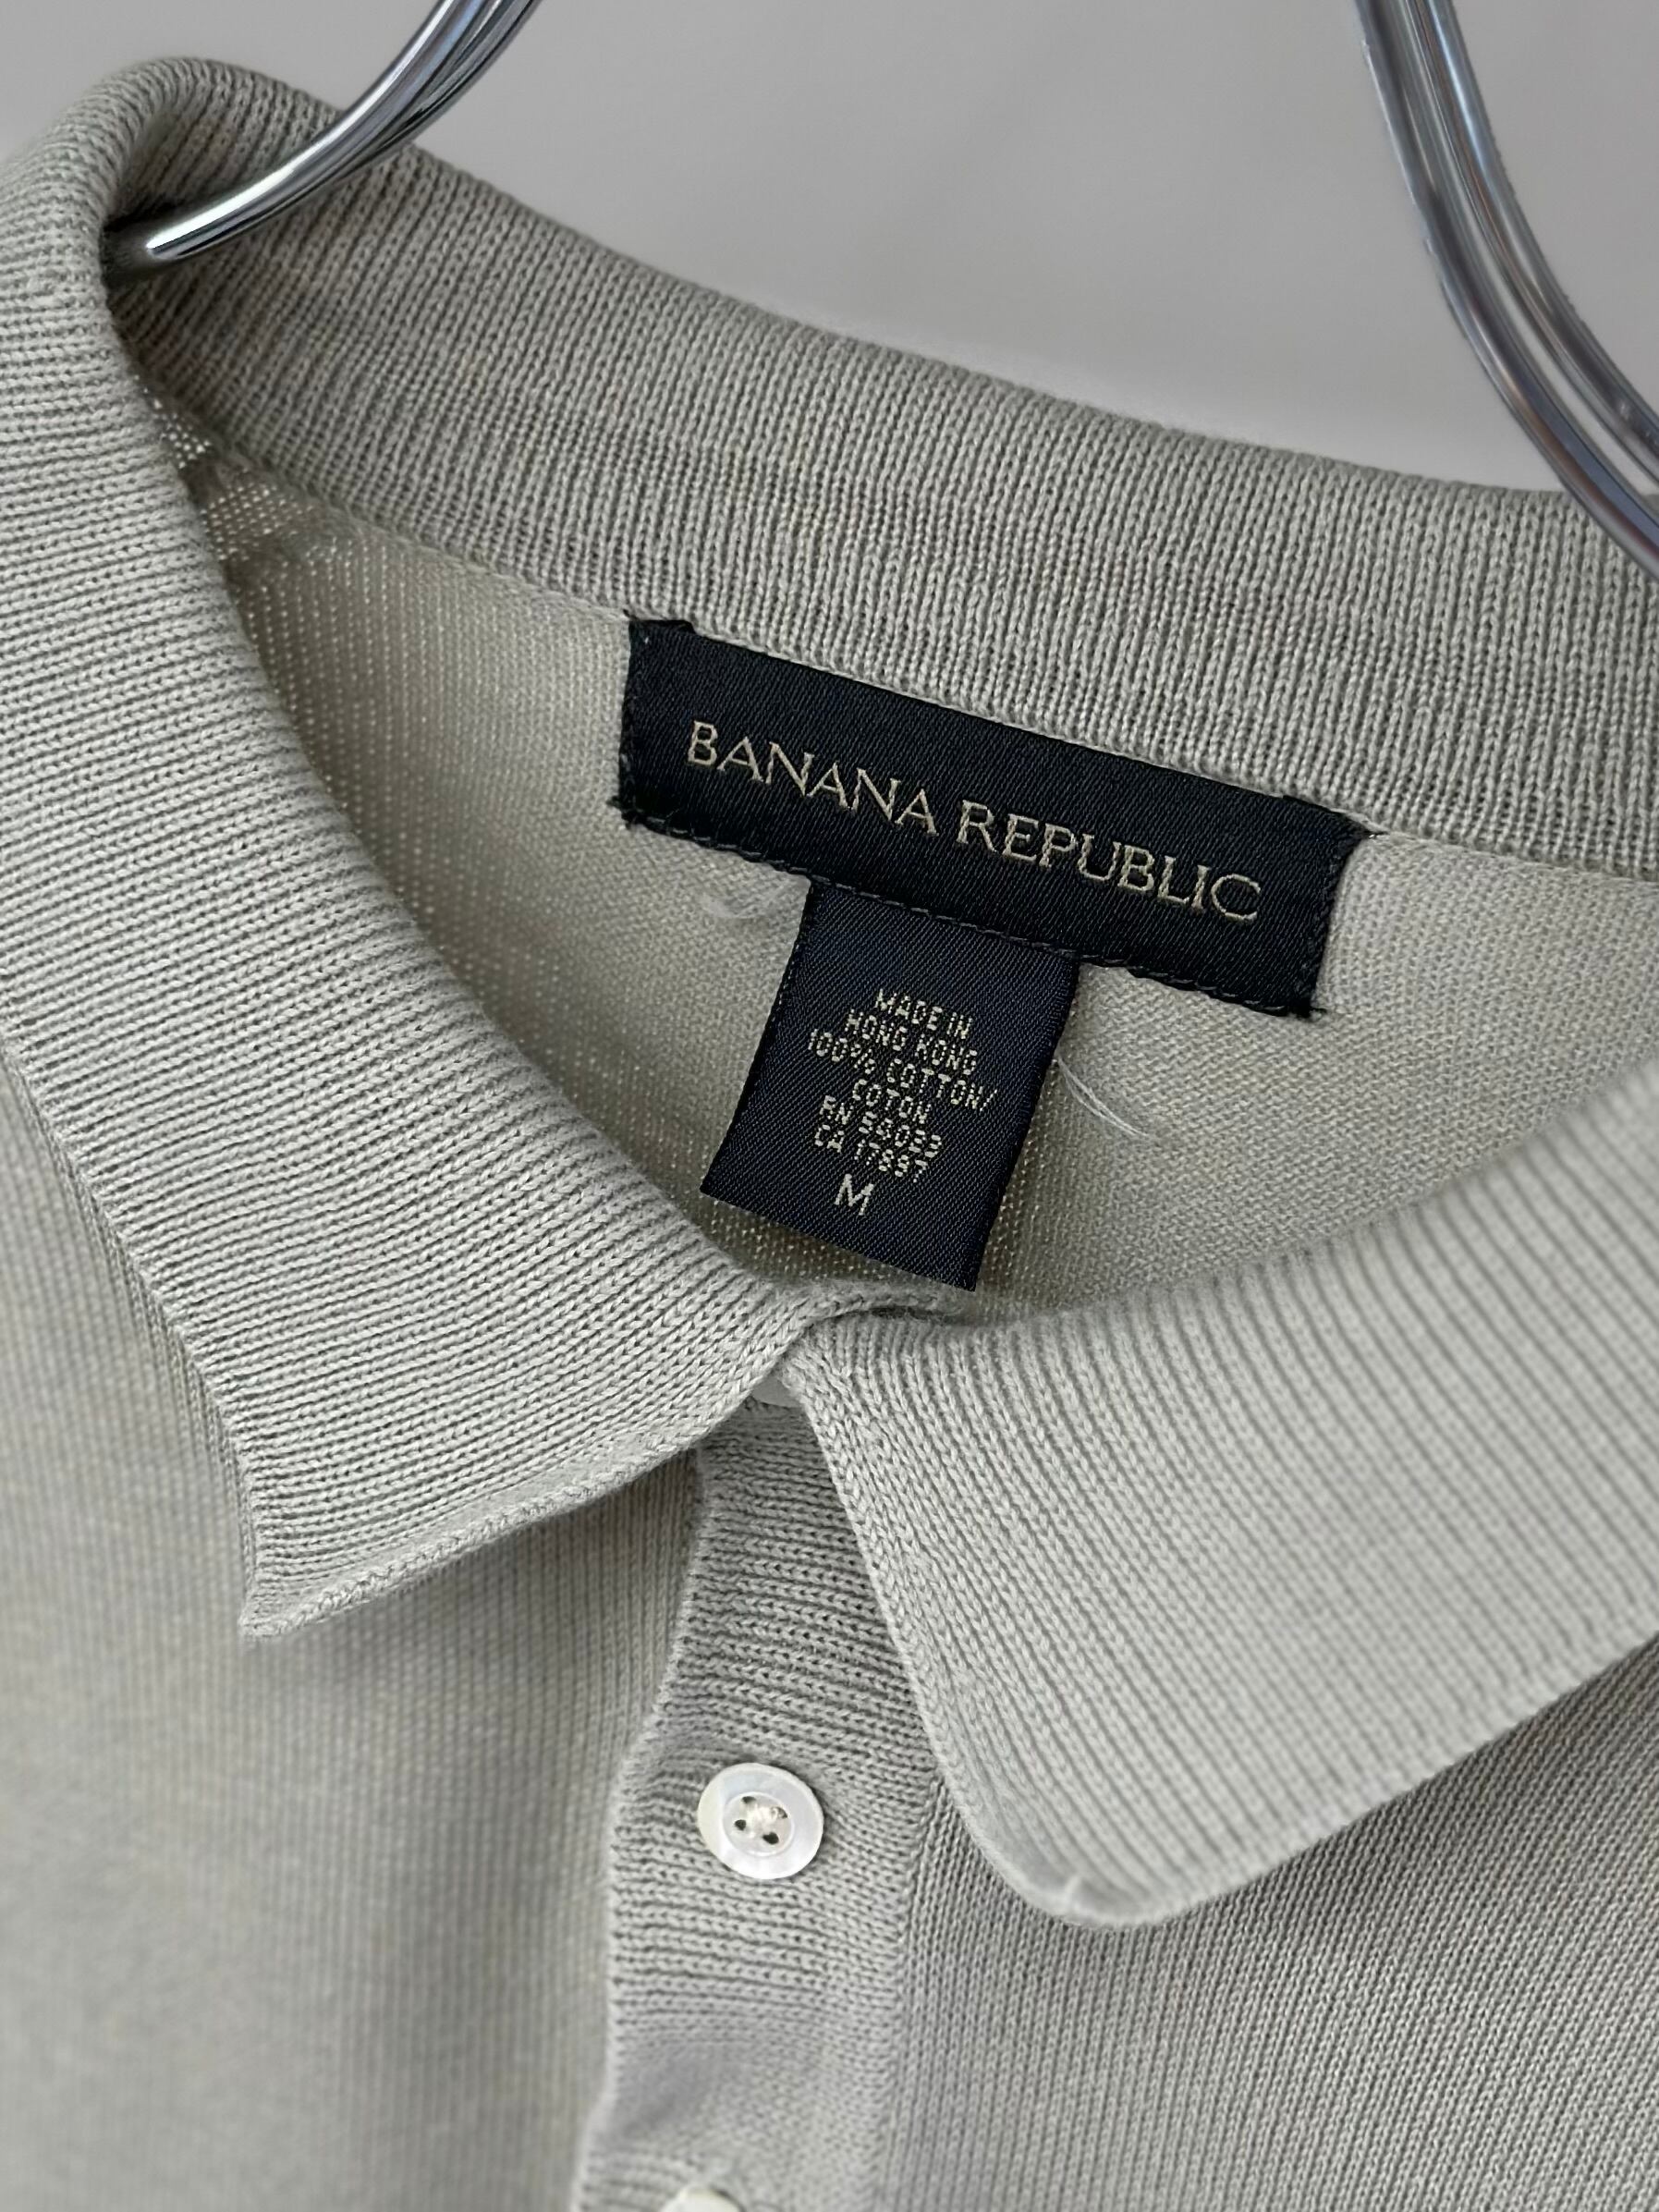 BANANA REPUBLIC
MADE IN
HONG KONG
100% COTTON/
COTON
RN 54023
CA 17897
M